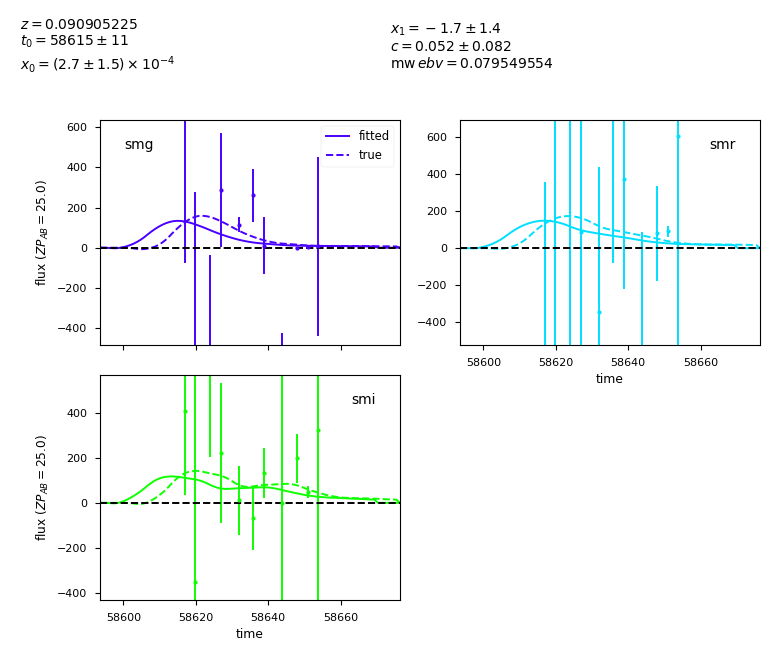 z = 0.090905225
t₀ = 58615 ± 11
x₀ = (2.7 ± 1.5) × 10⁻⁴
x₁ = −1.7 ± 1.4
c = 0.052 ± 0.082
mw ebv = 0.079549554
smg
fitted
true
600
400
200
0
−200
−400
flux (ZP_AB = 25.0)
smr
600
400
200
0
−200
−400
58600 58620 58640 58660
time
smi
400
200
0
−200
−400
flux (ZP_AB = 25.0)
58600 58620 58640 58660
time